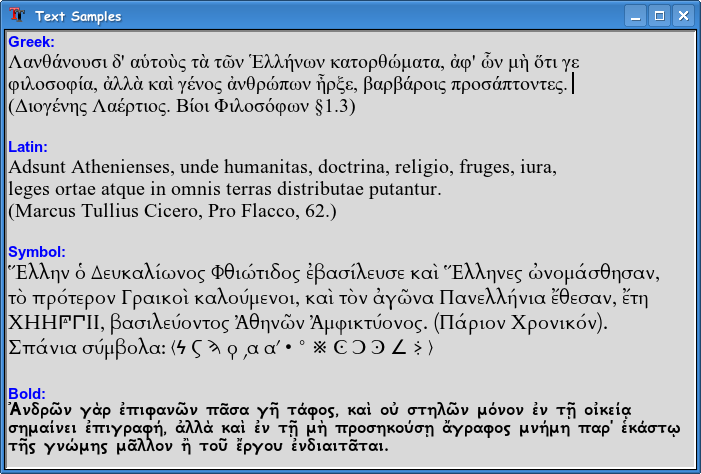 Text Samples
Greek:
Λανθάνουσι δ' αὑτοὺς τὰ τῶν Ἑλλήνων κατορθώματα, ἀφ' ὧν μὴ ὅτι γε
φιλοσοφία, ἀλλὰ καὶ γένος ἀνθρώπων ἦρξε, βαρβάροις προσάπτοντες.
(Διογένης Λαέρτιος. Βίοι Φιλοσόφων §1.3)
Latin:
Adsunt Athenienses, unde humanitas, doctrina, religio, fruges, iura,
leges ortae atque in omnis terras distributae putantur.
(Marcus Tullius Cicero, Pro Flacco, 62.)
Symbol:
Ἕλλην ὁ Δευκαλίωνος Φθιώτιδος ἐβασίλευσε καὶ Ἕλληνες ὠνομάσθησαν,
τὸ πρότερον Γραικοὶ καλούμενοι, καὶ τὸν ἀγῶνα Πανελλήνια ἔθεσαν, ἔτη
ΧΗΗΗ𐅄ΓΙΙ, βασιλεύοντος Ἀθηνῶν Ἀμφικτύονος. (Πάριον Χρονικόν).
Σπάνια σύμβολα: ⟨ϟ Ϛ ϡ ϙ ͵α αʹ • ° ※ Ͼ Ͻ Ͽ ∠ ⟩
Bold:
Ἀνδρῶν γὰρ ἐπιφανῶν πᾶσα γῆ τάφος, καὶ οὐ στηλῶν μόνον ἐν τῇ οἰκείᾳ
σημαίνει ἐπιγραφή, ἀλλὰ καὶ ἐν τῇ μὴ προσηκούσῃ ἄγραφος μνήμη παρ' ἑκάστῳ
τῆς γνώμης μᾶλλον ἢ τοῦ ἔργου ἐνδιαιτᾶται.